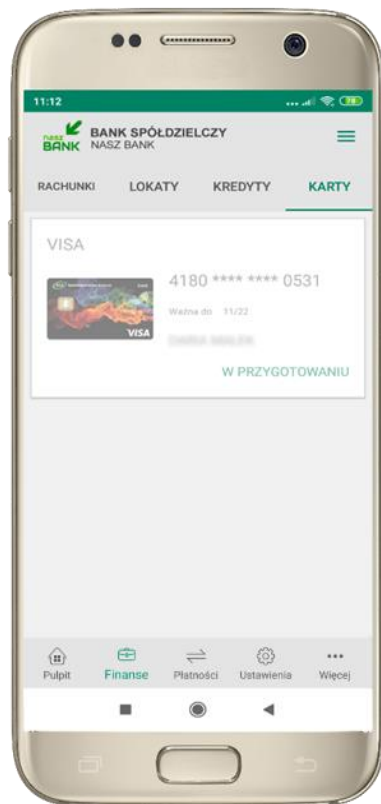 11:12
78
nasz BANK
BANK SPÓŁDZIELCZY
NASZ BANK
RACHUNKI LOKATY KREDYTY KARTY
VISA
4180 **** **** 0531
Ważna do 11/22
VISA
W PRZYGOTOWANIU
Pulpit Finanse Płatności Ustawienia Więcej